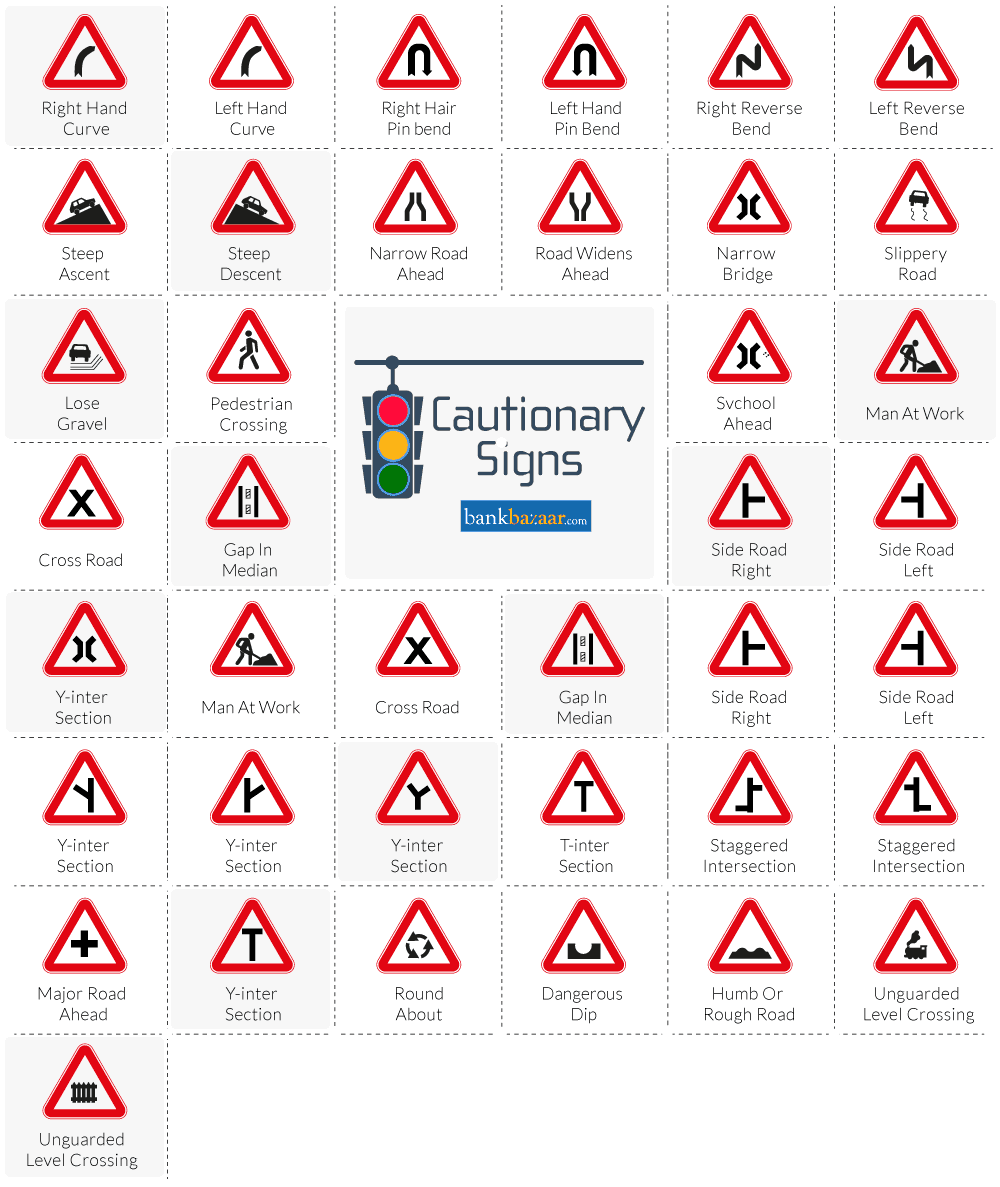 Right Hand
Curve
Left Hand
Curve
Right Hair
Pin bend
Left Hand
Pin Bend
Right Reverse
Bend
Left Reverse
Bend
Steep
Ascent
Steep
Descent
Narrow Road
Ahead
Road Widens
Ahead
Narrow
Bridge
Slippery
Road
Lose
Gravel
Pedestrian
Crossing
Cautionary
Signs
bankbazaar.com
Svchool
Ahead
Man At Work
Cross Road
Gap In
Median
Side Road
Right
Side Road
Left
Y-inter
Section
Man At Work
Cross Road
Gap In
Median
Side Road
Right
Side Road
Left
Y-inter
Section
Y-inter
Section
Y-inter
Section
T-inter
Section
Staggered
Intersection
Staggered
Intersection
Major Road
Ahead
Y-inter
Section
Round
About
Dangerous
Dip
Humb Or
Rough Road
Unguarded
Level Crossing
Unguarded
Level Crossing